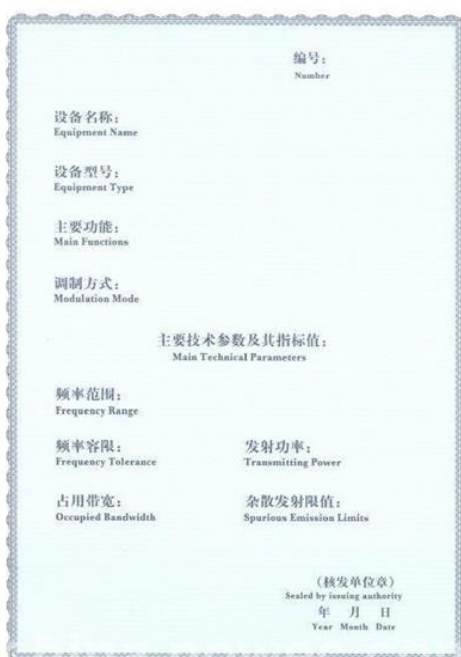 编号：
Number
设备名称：
Equipment Name
设备型号：
Equipment Type
主要功能：
Main Functions
调制方式：
Modulation Mode
主要技术参数及其指标值：
Main Technical Parameters
频率范围：
Frequency Range
频率容限： 发射功率：
Frequency Tolerance Transmitting Power
占用带宽： 杂散发射限值：
Occupied Bandwidth Spurious Emission Limits
（核发单位章）
Sealed by issuing authority
年 月 日
Year Month Date